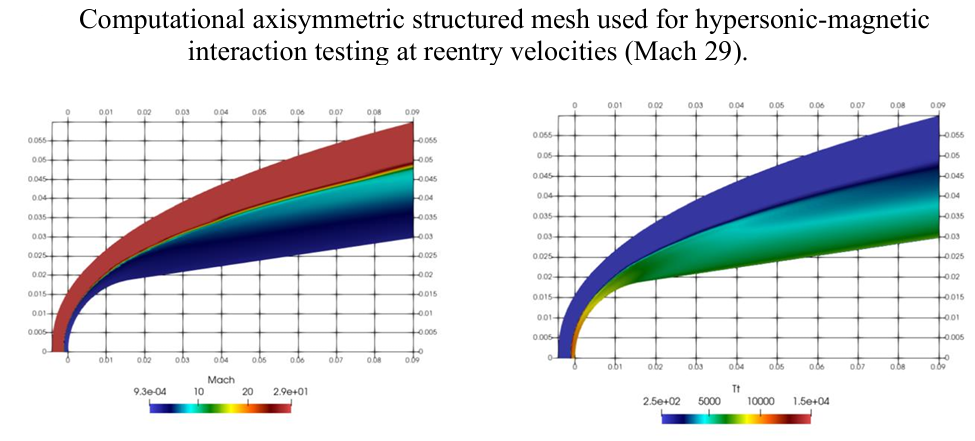 Computational axisymmetric structured mesh used for hypersonic-magnetic
interaction testing at reentry velocities (Mach 29).
0 0.01 0.02 0.03 0.04 0.05 0.06 0.07 0.08 0.09
0.055 0.055
0.05 0.05
0.045 0.045
0.04 0.04
0.035 0.035
0.03 0.03
0.025 0.025
0.02 0.02
0.015 0.015
0.01 0.01
0.005 0.005
0 0
0 0.01 0.02 0.03 0.04 0.05 0.06 0.07 0.08 0.09
Mach
9.3e-04 10 20 2.9e+01
0 0.01 0.02 0.03 0.04 0.05 0.06 0.07 0.08 0.09
0.055 0.055
0.05 0.05
0.045 0.045
0.04 0.04
0.035 0.035
0.03 0.03
0.025 0.025
0.02 0.02
0.015 0.015
0.01 0.01
0.005 0.005
0 0
0 0.01 0.02 0.03 0.04 0.05 0.06 0.07 0.08 0.09
Tt
2.5e+02 5000 10000 1.5e+04